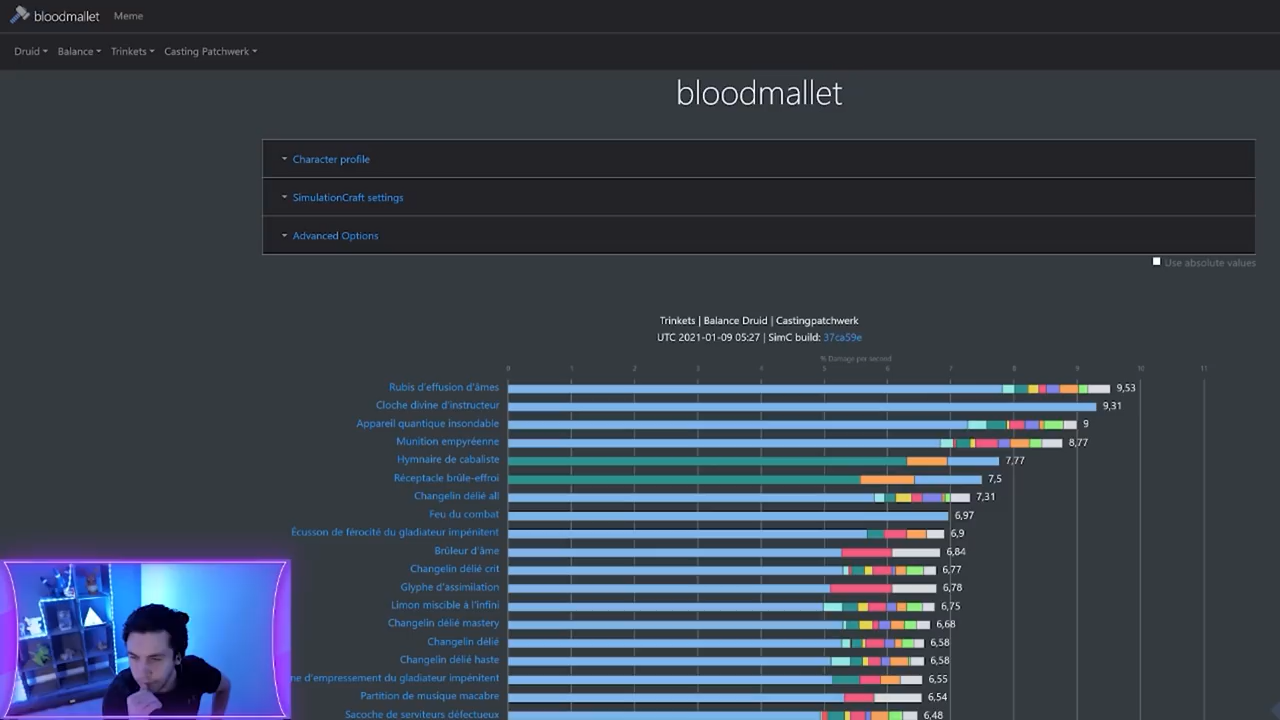 bloodmallet Meme
Druid Balance Trinkets Casting Patchwerk
bloodmallet
Character profile
SimulationCraft settings
Advanced Options
Use absolute values
Trinkets | Balance Druid | Castingpatchwerk
UTC 2021-01-09 05:27 | SimC build: 37ca59e
% Damage per second
0 1 2 3 4 5 6 7 8 9 10 11
Rubis d'effusion d'âmes 9,53
Cloche divine d'instructeur 9,31
Appareil quantique insondable 9
Munition empyréenne 8,77
Hymnaire de cabaliste 7,77
Réceptacle brûle-effroi 7,5
Changelin délié all 7,31
Feu du combat 6,97
Écusson de férocité du gladiateur impénitent 6,9
Brûleur d'âme 6,84
Changelin délié crit 6,77
Glyphe d'assimilation 6,78
Limon miscible à l'infini 6,75
Changelin délié mastery 6,68
Changelin délié 6,58
Changelin délié haste 6,58
ne d'empressement du gladiateur impénitent 6,55
Partition de musique macabre 6,54
Sacoche de serviteurs défectueux 6,48